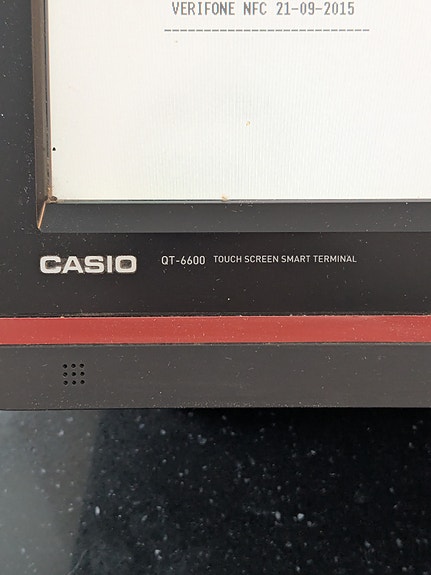 VERIFONE NFC 21-09-2015
--------------------------
CASIO QT-6600 TOUCH SCREEN SMART TERMINAL